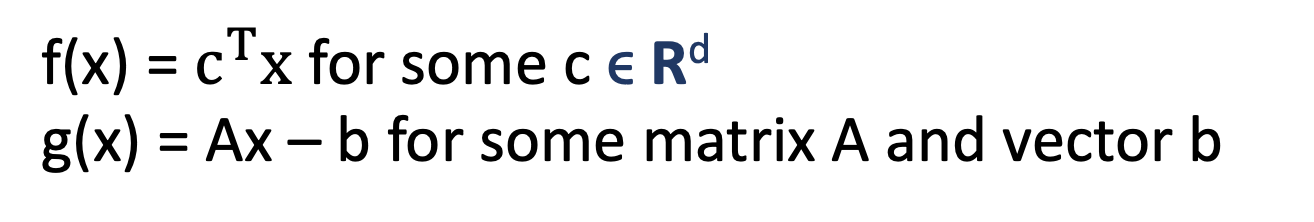 f(x) = cᵀx for some c ϵ Rᵈ
g(x) = Ax – b for some matrix A and vector b